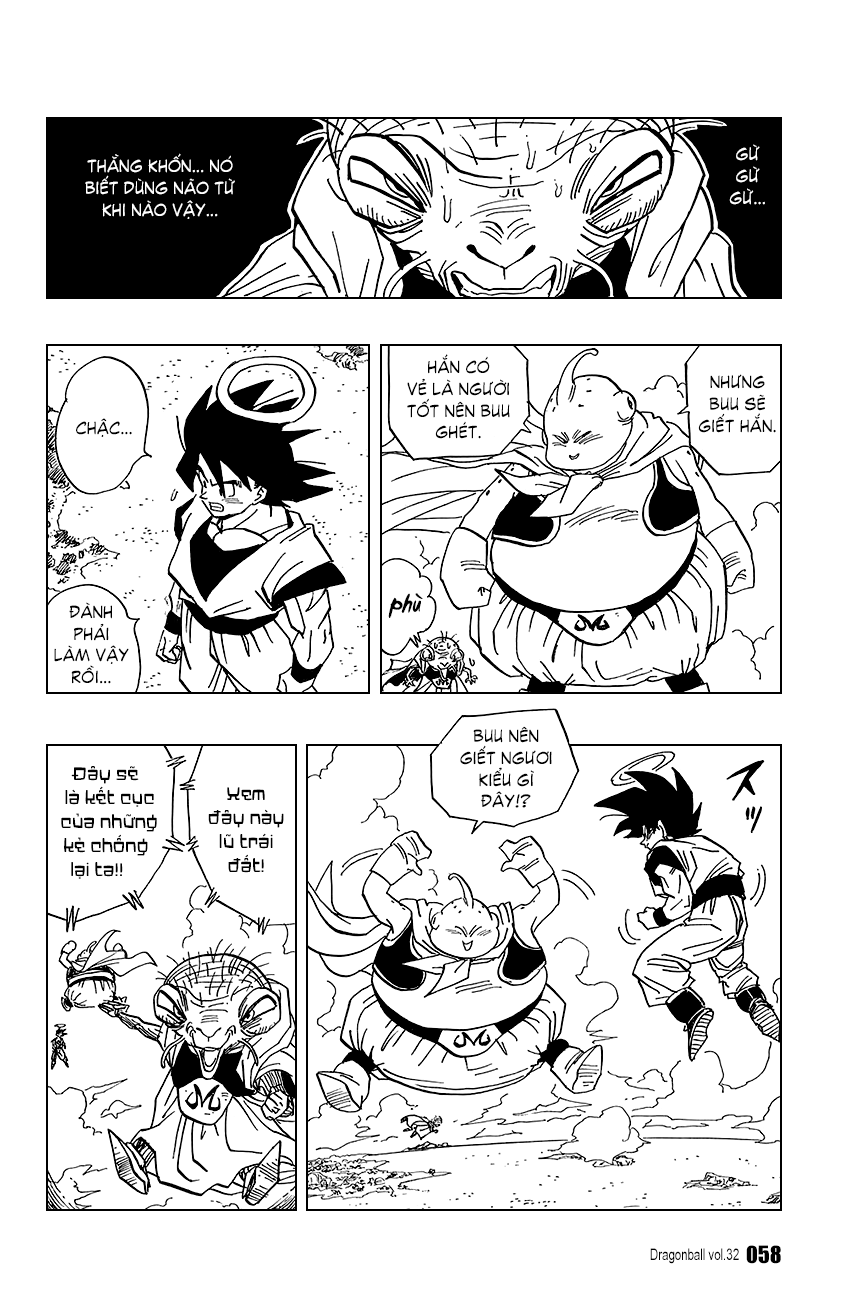 GỪ
GỪ
GỪ...
THẰNG KHỐN... NÓ
BIẾT DÙNG NÃO TỪ
KHI NÀO VẬY...
NHƯNG
BUU SẼ
GIẾT HẮN.
HẮN CÓ
VẺ LÀ NGƯỜI
TỐT NÊN BUU
GHÉT.
phù
CHẬC...
ĐÀNH
PHẢI
LÀM VẬY
RỒI...
BUU NÊN
GIẾT NGƯƠI
KIỂU GÌ
ĐÂY!?
スッ
Xem
đây này
lũ trái
đất!
Đây sẽ
là kết cục
của những
kẻ chống
lại ta!!
Dragonball vol.32 058